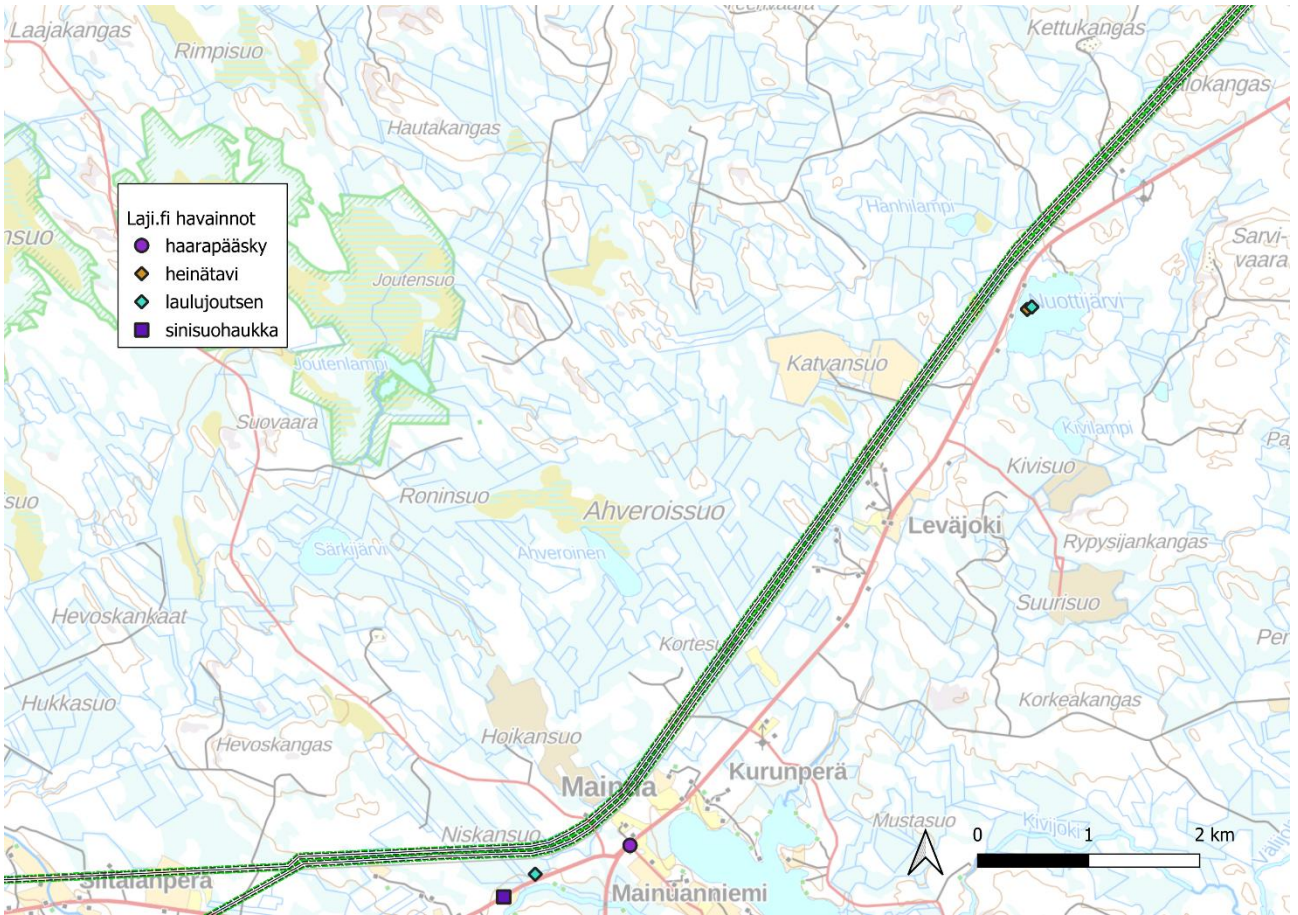 Laajakangas
Rimpisuo
Kettukangas
Hautakangas
Hanhilampi
Sarvi-
vaara
Joutensuo
Laji.fi havainnot
haarapääsky
heinätavi
laulujoutsen
sinisuohaukka
Joutenlampi
Katvansuo
Suovaara
Kivilampi
Kivisuo
Roninsuo
Ahveroissuo
Leväjoki
Särkijärvi
Ahveroinen
Rypysijankangas
Suurisuo
Hevoskankaat
Hukkasuo
Hevoskangas
Korkeakangas
Hoikansuo
Kurunperä
Niskansuo
Mustasuo
Kivijoki
0 1 2 km
Siltalanperä
Mainuanniemi